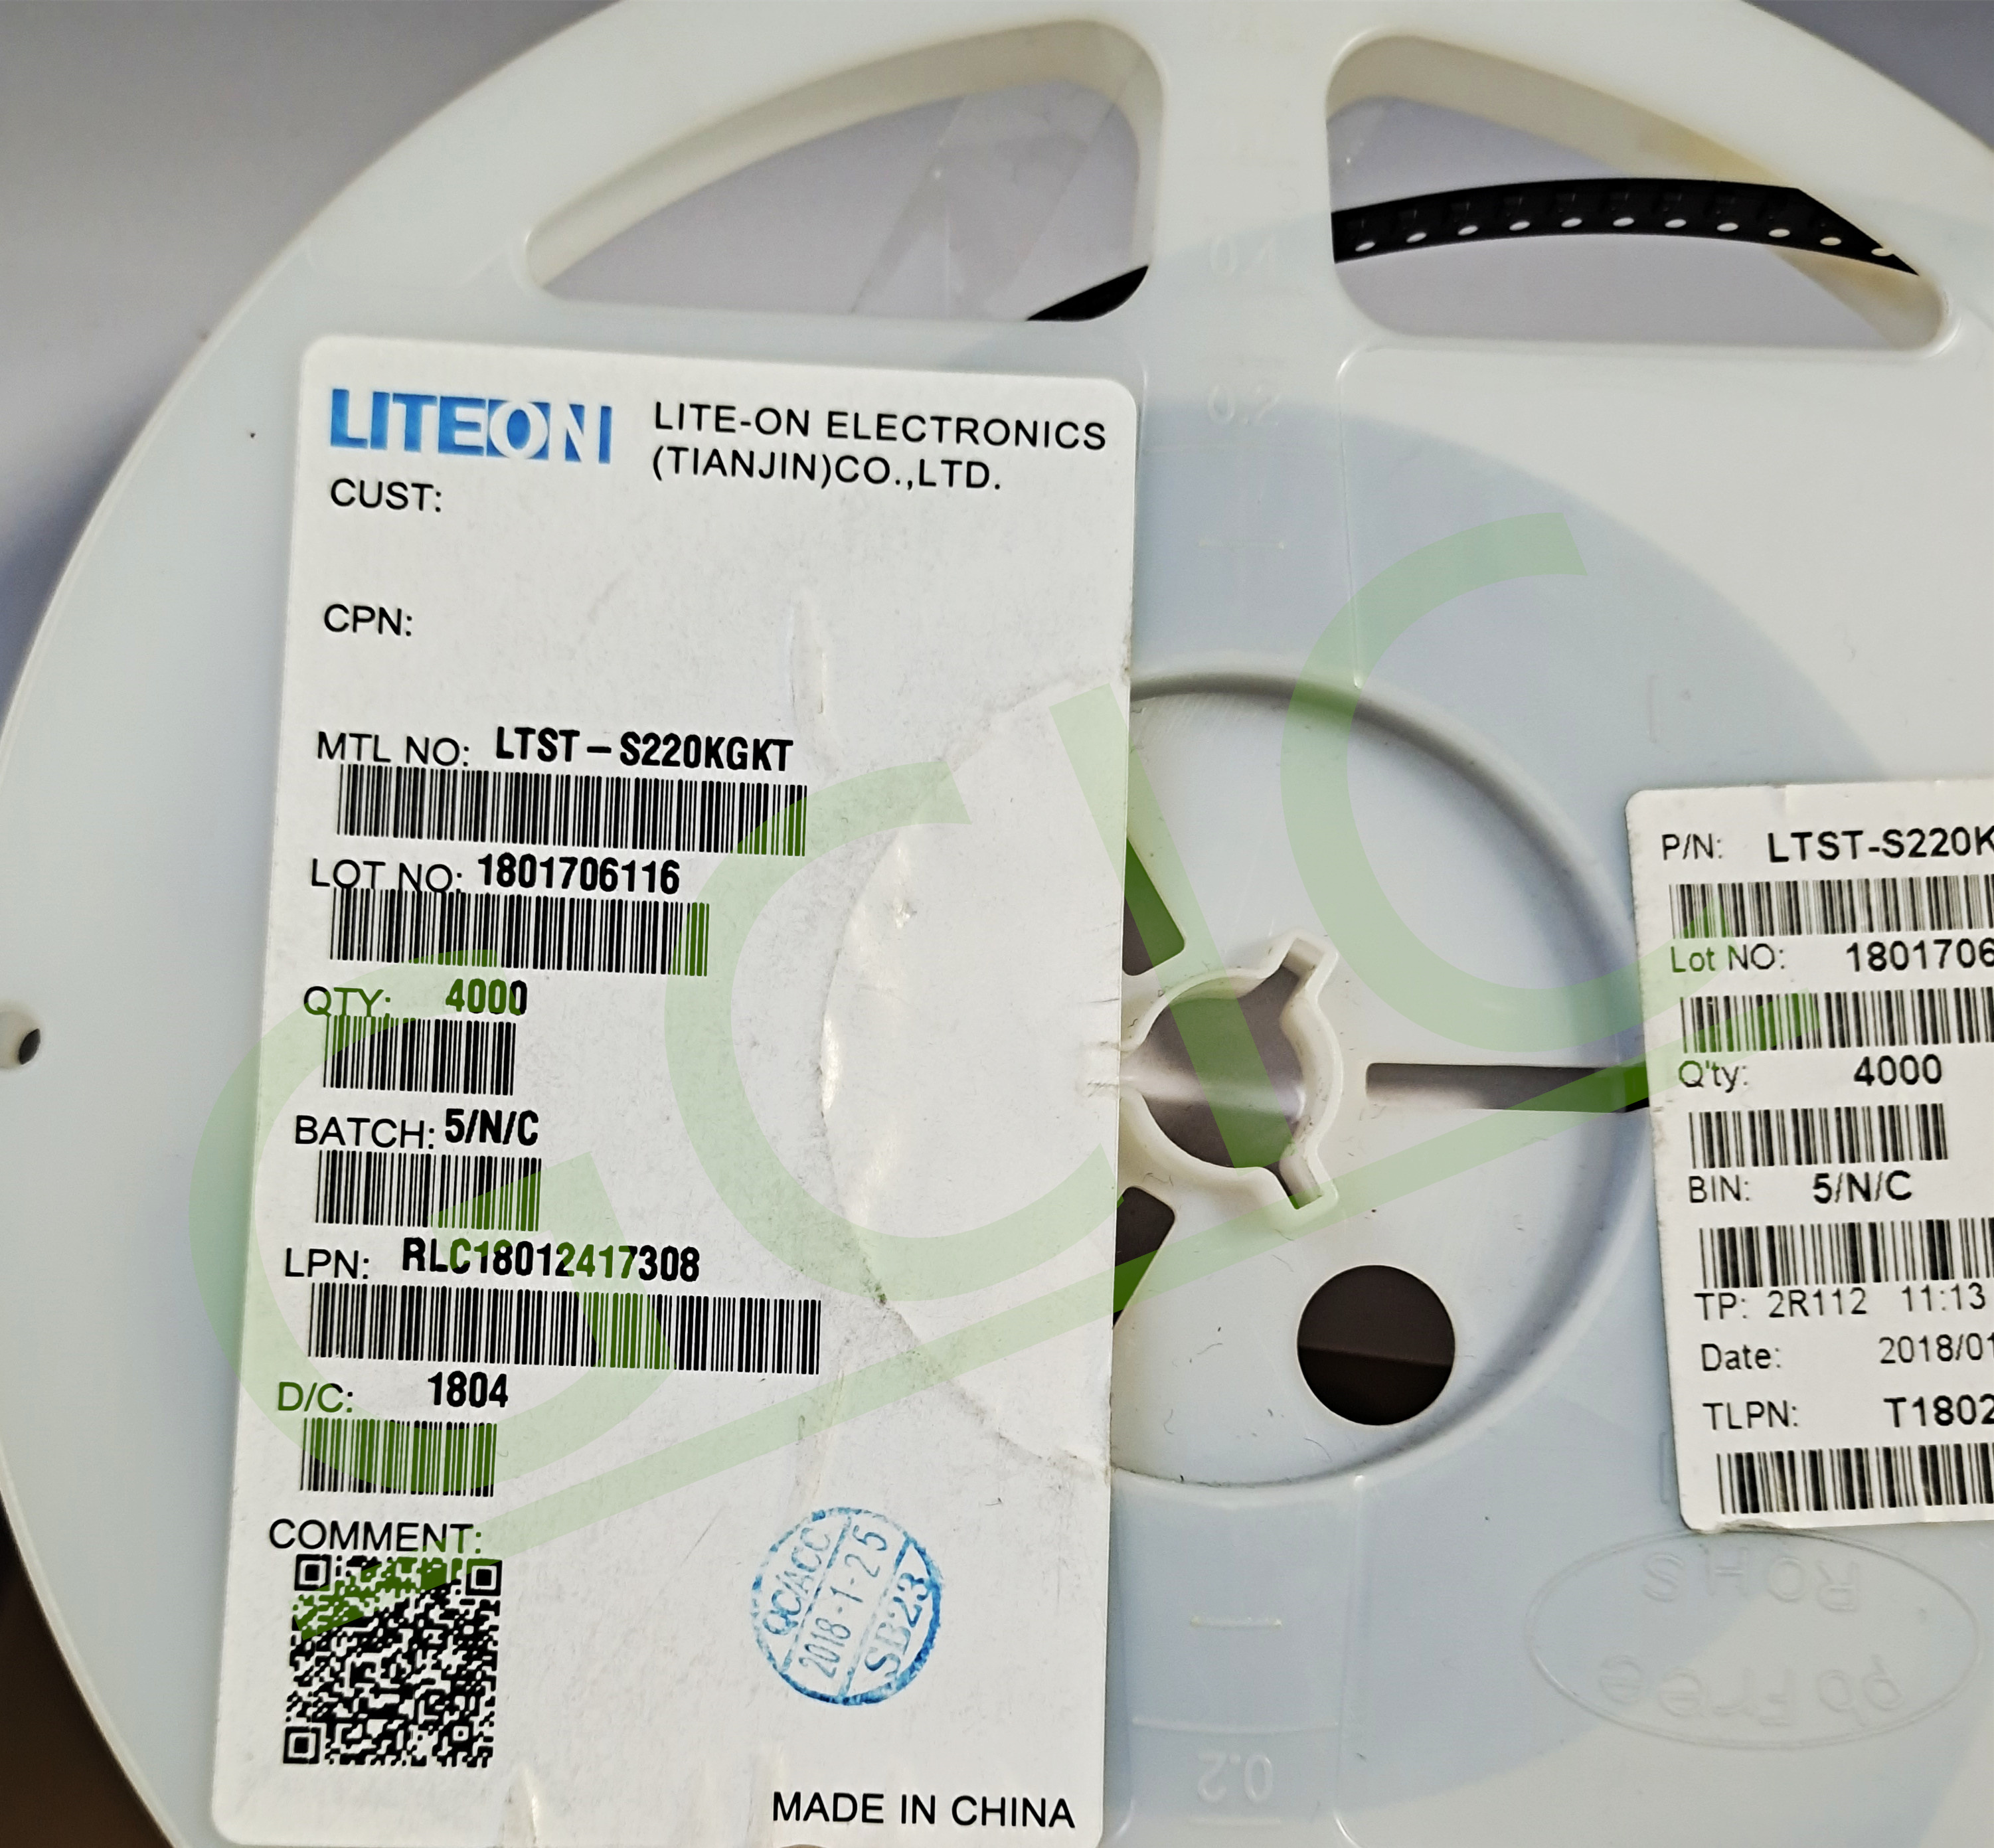 LITEON
LITE-ON ELECTRONICS
(TIANJIN)CO.,LTD.
CUST:
CPN:
MTL NO: LTST-S220KGKT
LOT NO: 1801706116
QTY: 4000
BATCH: 5/N/C
LPN: RLC18012417308
D/C: 1804
COMMENT:
QC/ACC
2018-1-25
SB23
MADE IN CHINA
P/N: LTST-S220K
Lot NO: 1801706
Q'ty: 4000
BIN: 5/N/C
TP: 2R112 11:13
Date: 2018/01
TLPN: T1802
0.4
0.2
0.2
ROHS
Pb Free